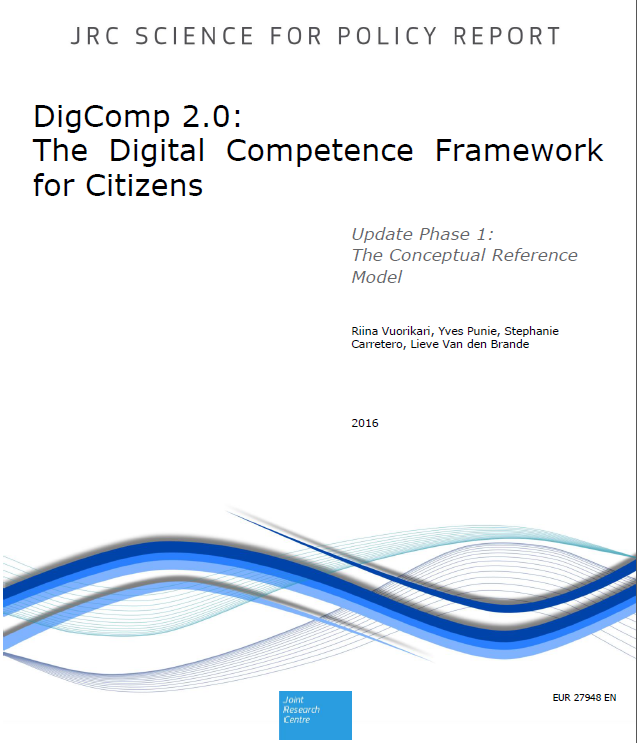 JRC SCIENCE FOR POLICY REPORT
DigComp 2.0:
The Digital Competence Framework
for Citizens
Update Phase 1:
The Conceptual Reference
Model
Riina Vuorikari, Yves Punie, Stephanie
Carretero, Lieve Van den Brande
2016
EUR 27948 EN
Joint
Research
Centre